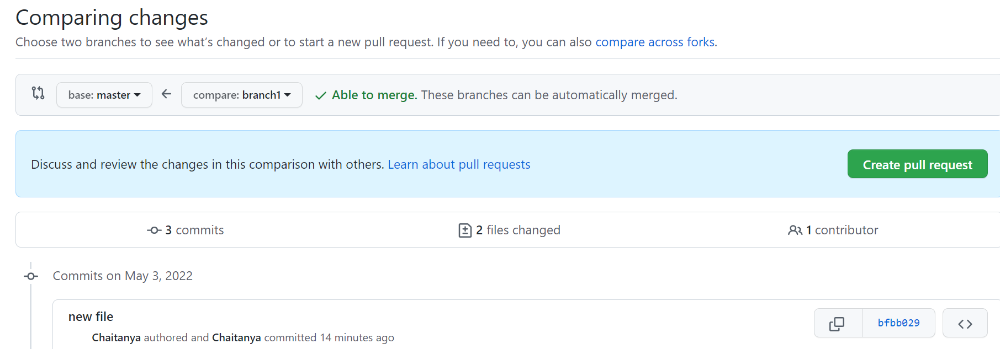 Comparing changes
Choose two branches to see what’s changed or to start a new pull request. If you need to, you can also compare across forks.
base: master compare: branch1 Able to merge. These branches can be automatically merged.
Discuss and review the changes in this comparison with others. Learn about pull requests Create pull request
3 commits 2 files changed 1 contributor
Commits on May 3, 2022
new file
bfbb029
Chaitanya authored and Chaitanya committed 14 minutes ago